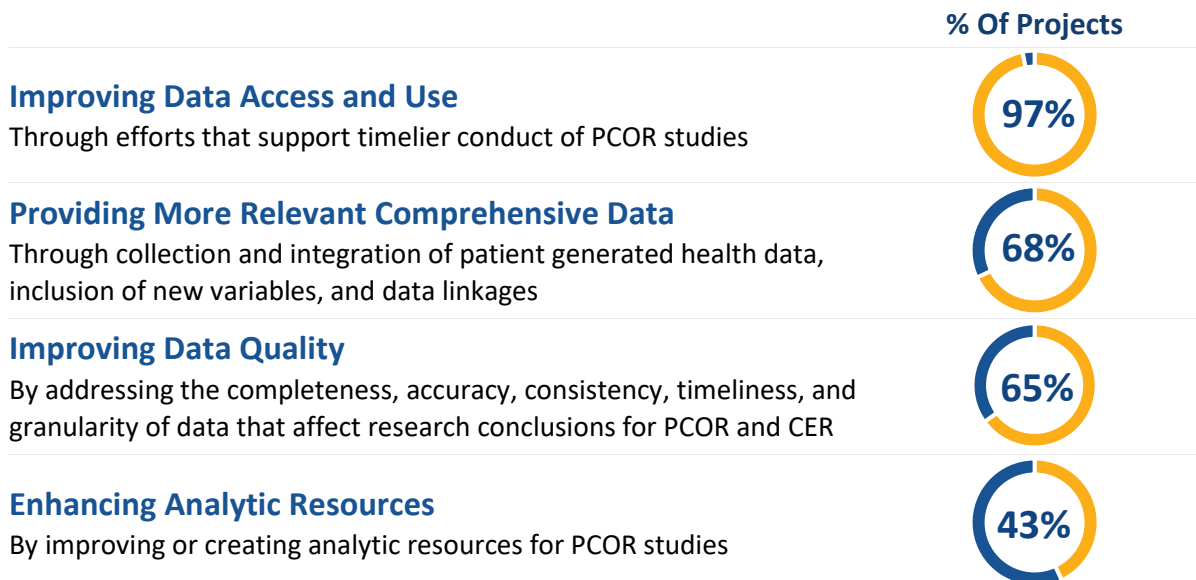 % Of Projects
Improving Data Access and Use
Through efforts that support timelier conduct of PCOR studies
97%
Providing More Relevant Comprehensive Data
Through collection and integration of patient generated health data,
inclusion of new variables, and data linkages
68%
Improving Data Quality
By addressing the completeness, accuracy, consistency, timeliness, and
granularity of data that affect research conclusions for PCOR and CER
65%
Enhancing Analytic Resources
By improving or creating analytic resources for PCOR studies
43%